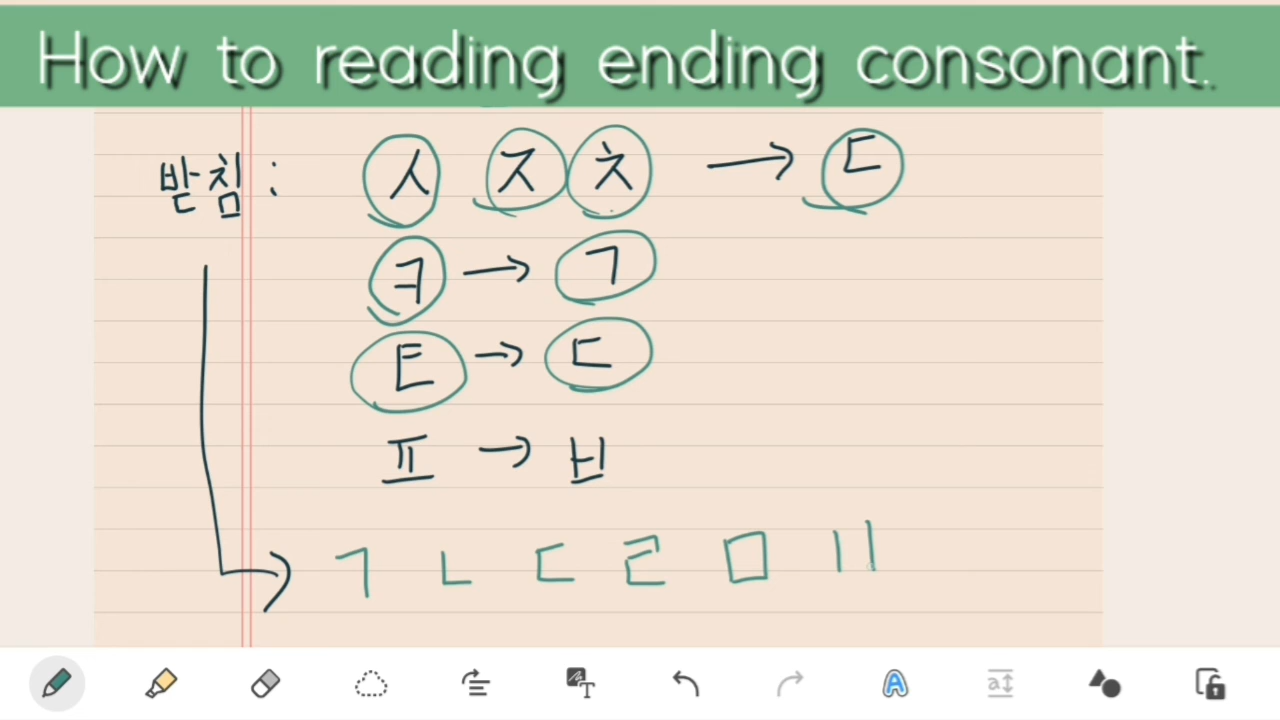 How to reading ending consonant.
받침: ㅅ ㅈ ㅊ → ㄷ
ㅋ → ㄱ
ㅌ → ㄷ
ㅍ → ㅂ
→ ㄱ ㄴ ㄷ ㄹ ㅁ